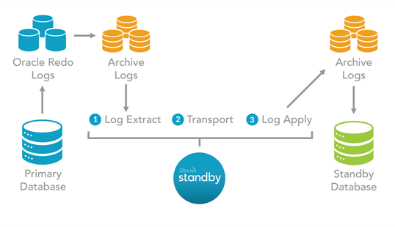 Oracle Redo
Logs
Archive
Logs
Archive
Logs
1 Log Extract
2 Transport
3 Log Apply
Primary
Database
Dbvisit
standby
Standby
Database